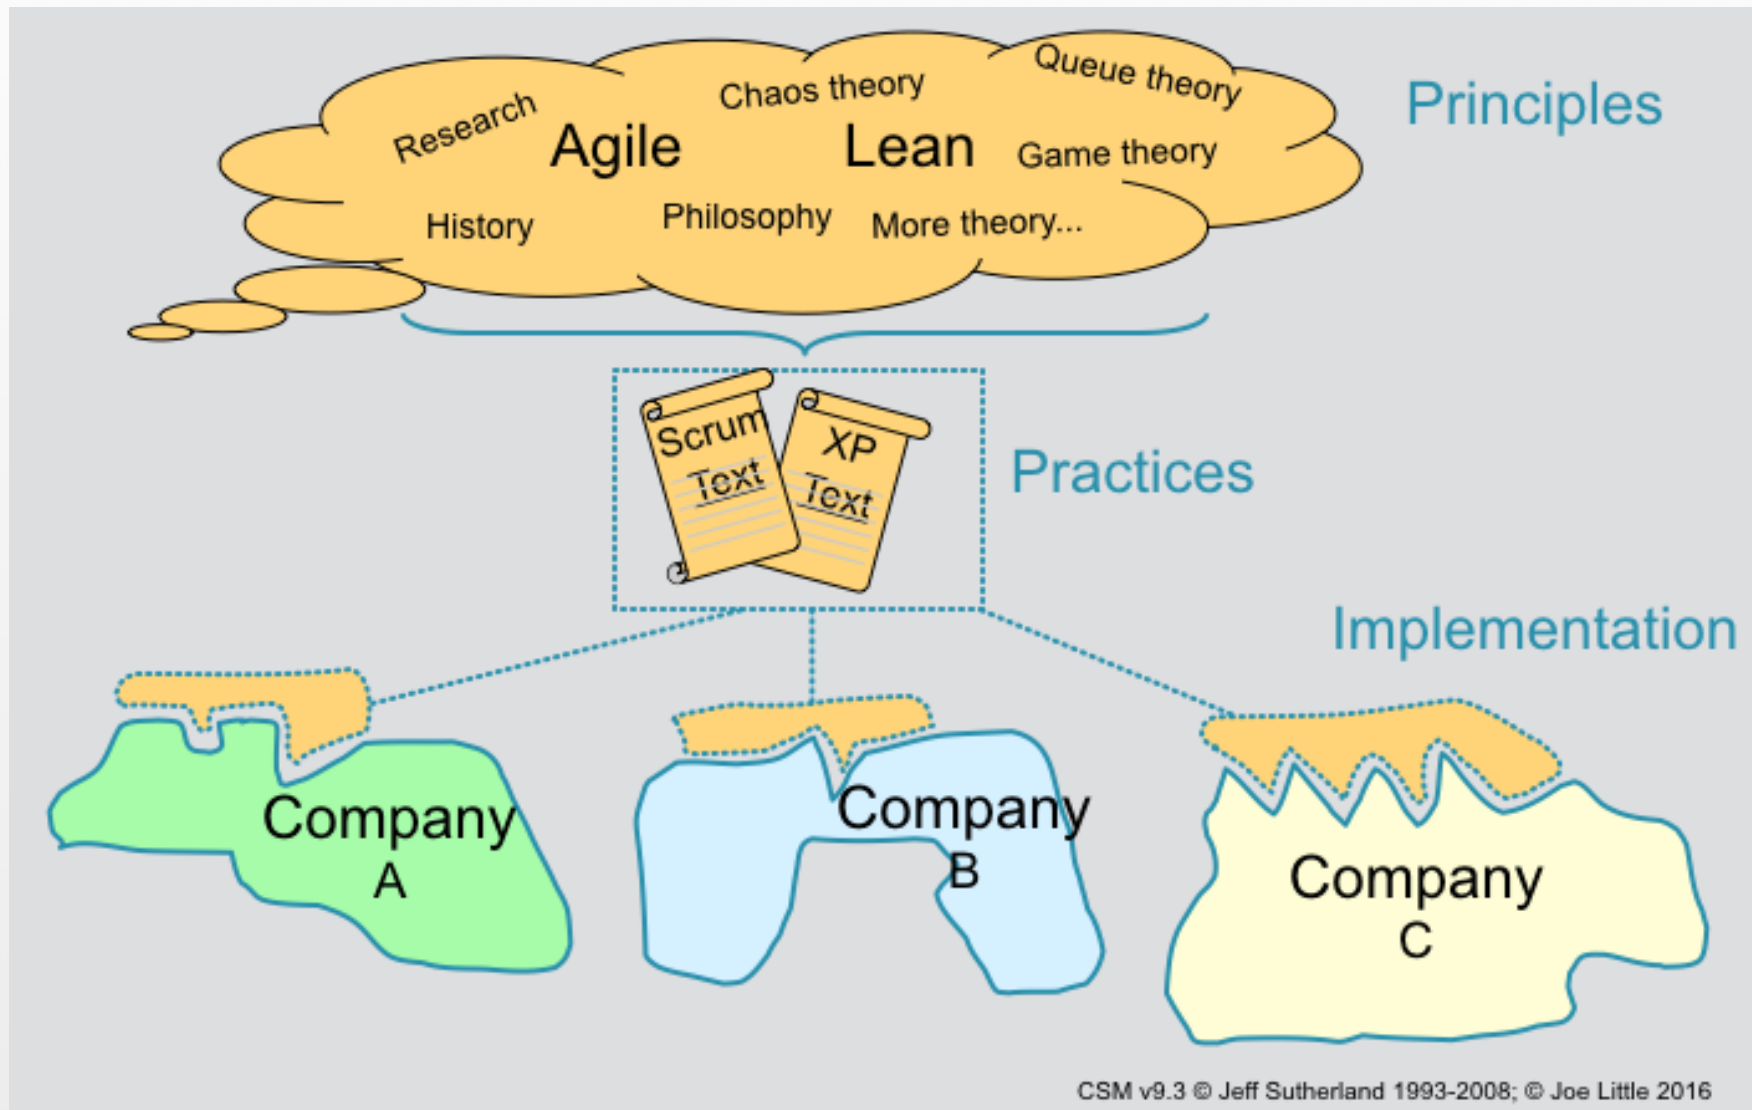 Principles
Research
Chaos theory
Queue theory
Agile
Lean
Game theory
History
Philosophy
More theory...
Practices
Scrum
Text
XP
Text
Implementation
Company
A
Company
B
Company
C
CSM v9.3 © Jeff Sutherland 1993-2008; © Joe Little 2016